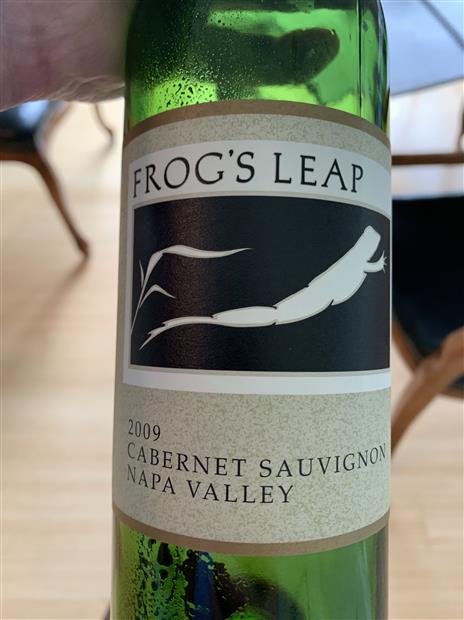 FROG'S LEAP
2009
CABERNET SAUVIGNON
NAPA VALLEY